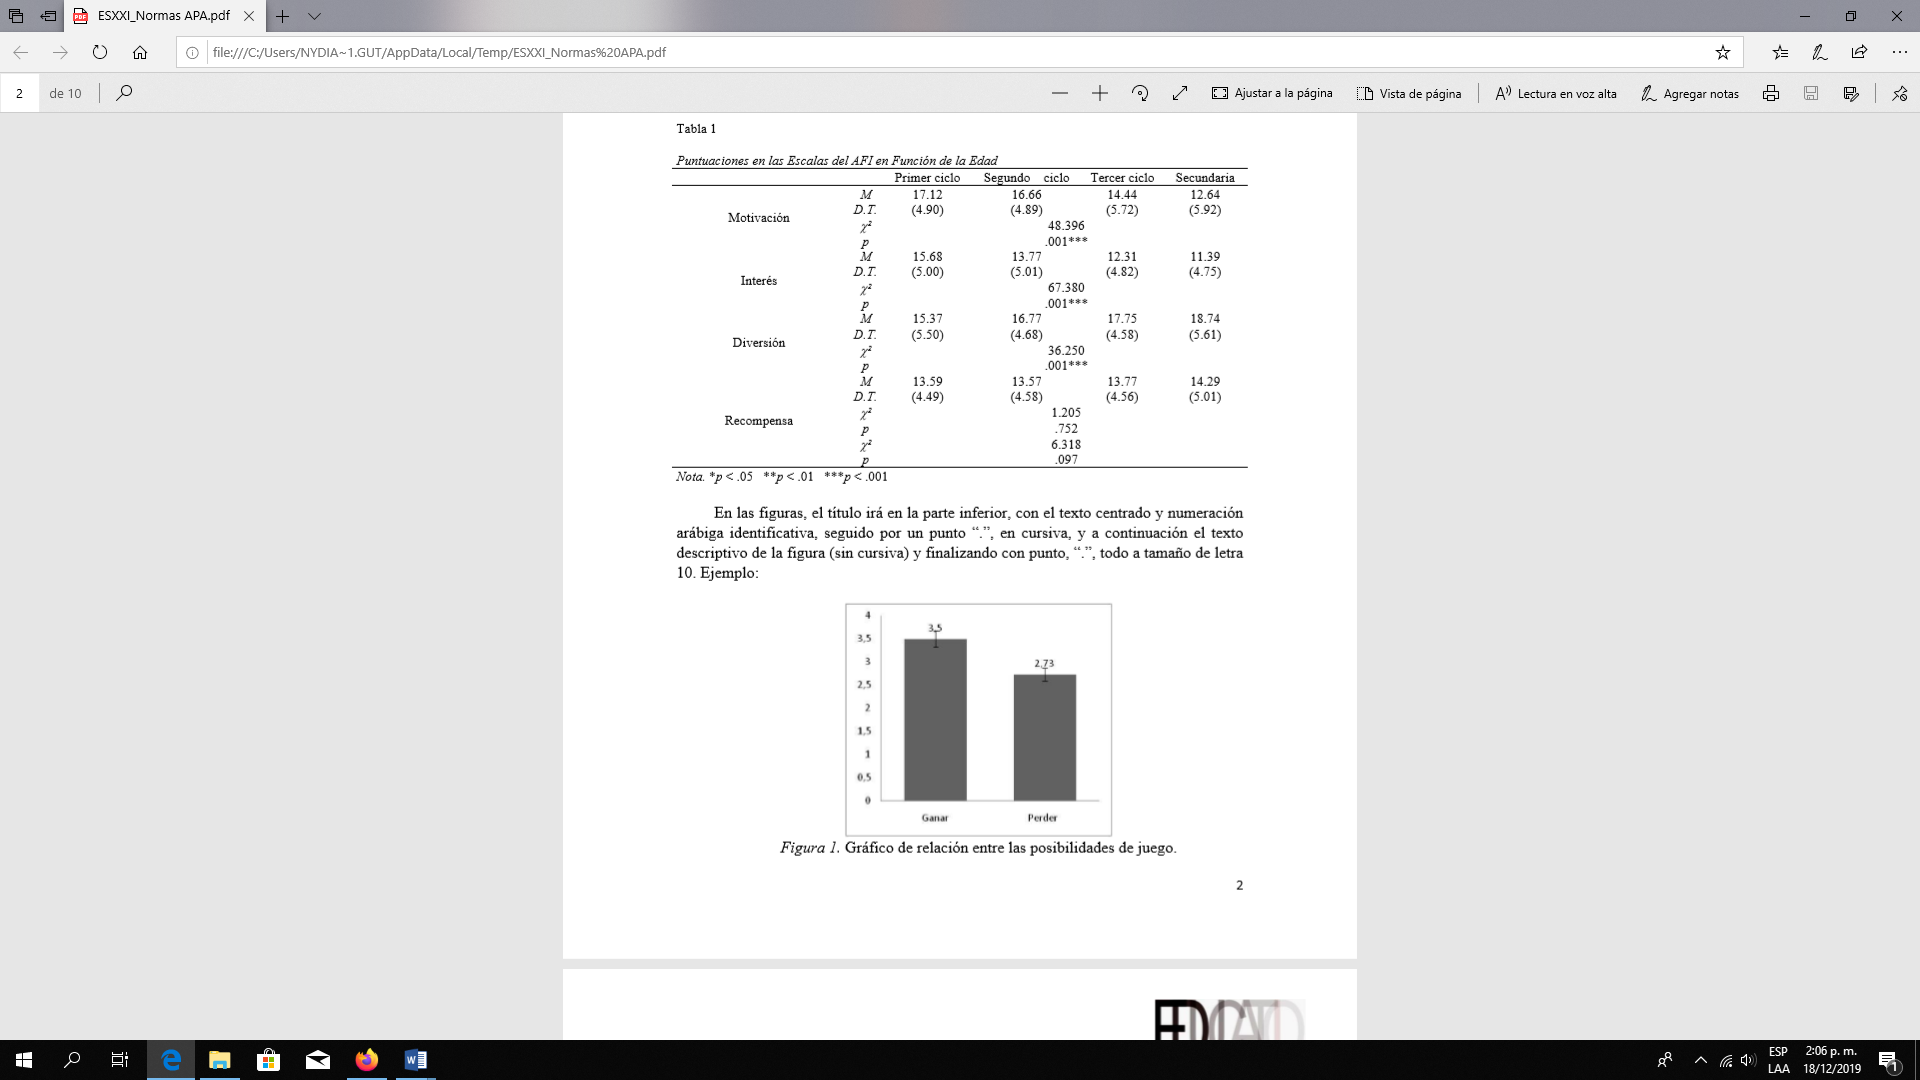 ESXXI_Normas APA.pdf
file:///C:/Users/NYDIA~1.GUT/AppData/Local/Temp/ESXXI_Normas%20APA.pdf
2 de 10 Ajustar a la página Vista de página Lectura en voz alta Agregar notas
Tabla 1
Puntuaciones en las Escalas del AFI en Función de la Edad
Primer ciclo Segundo ciclo Tercer ciclo Secundaria
Motivación
M 17.12 16.66 14.44 12.64
D.T. (4.90) (4.89) (5.72) (5.92)
χ² 48.396
p .001***
Interés
M 15.68 13.77 12.31 11.39
D.T. (5.00) (5.01) (4.82) (4.75)
χ² 67.380
p .001***
Diversión
M 15.37 16.77 17.75 18.74
D.T. (5.50) (4.68) (4.58) (5.61)
χ² 36.250
p .001***
Recompensa
M 13.59 13.57 13.77 14.29
D.T. (4.49) (4.58) (4.56) (5.01)
χ² 1.205
p .752
χ² 6.318
p .097
Nota. *p < .05 **p < .01 ***p < .001
En las figuras, el título irá en la parte inferior, con el texto centrado y numeración
arábiga identificativa, seguido por un punto “.”, en cursiva, y a continuación el texto
descriptivo de la figura (sin cursiva) y finalizando con punto, “.”, todo a tamaño de letra
10. Ejemplo:
4
3,5
3
2,5
2
1,5
1
0,5
0
3,5
2,73
Ganar Perder
Figura 1. Gráfico de relación entre las posibilidades de juego.
2
ESP 2:06 p. m.
LAA 18/12/2019
1